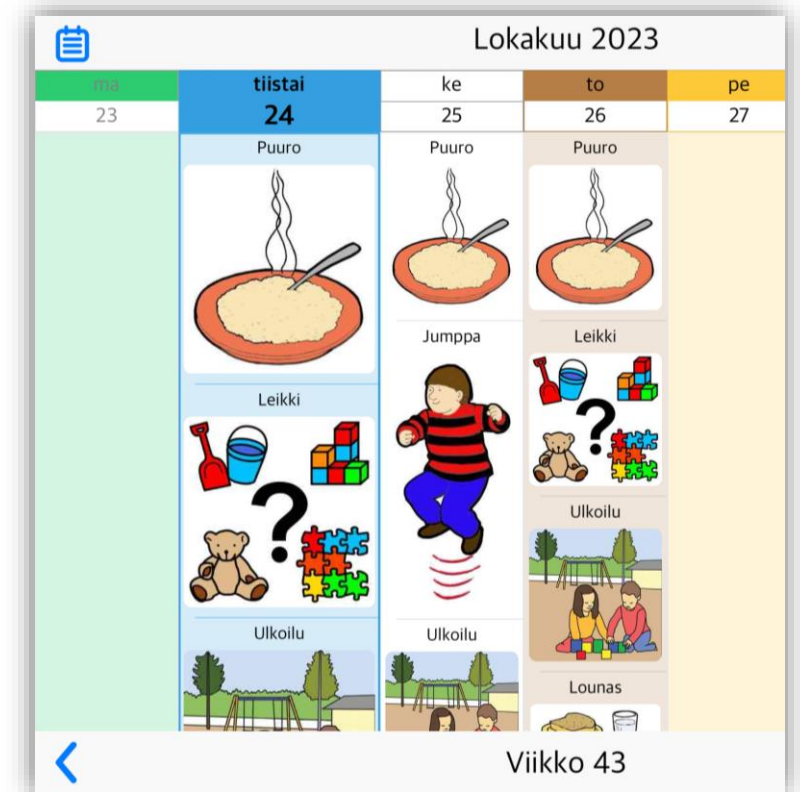 Lokakuu 2023
ma tiistai ke to pe
23 24 25 26 27
Puuro Puuro Puuro
Jumppa Leikki
Leikki
Ulkoilu
Ulkoilu Ulkoilu
Lounas
Viikko 43